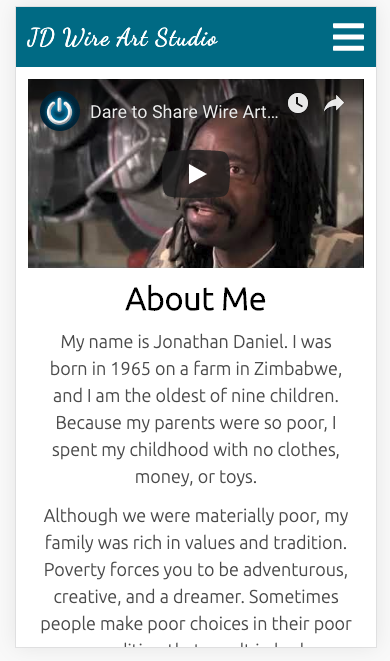 JD Wire Art Studio
Dare to Share Wire Art...
About Me
My name is Jonathan Daniel. I was
born in 1965 on a farm in Zimbabwe,
and I am the oldest of nine children.
Because my parents were so poor, I
spent my childhood with no clothes,
money, or toys.
Although we were materially poor, my
family was rich in values and tradition.
Poverty forces you to be adventurous,
creative, and a dreamer. Sometimes
people make poor choices in their poor